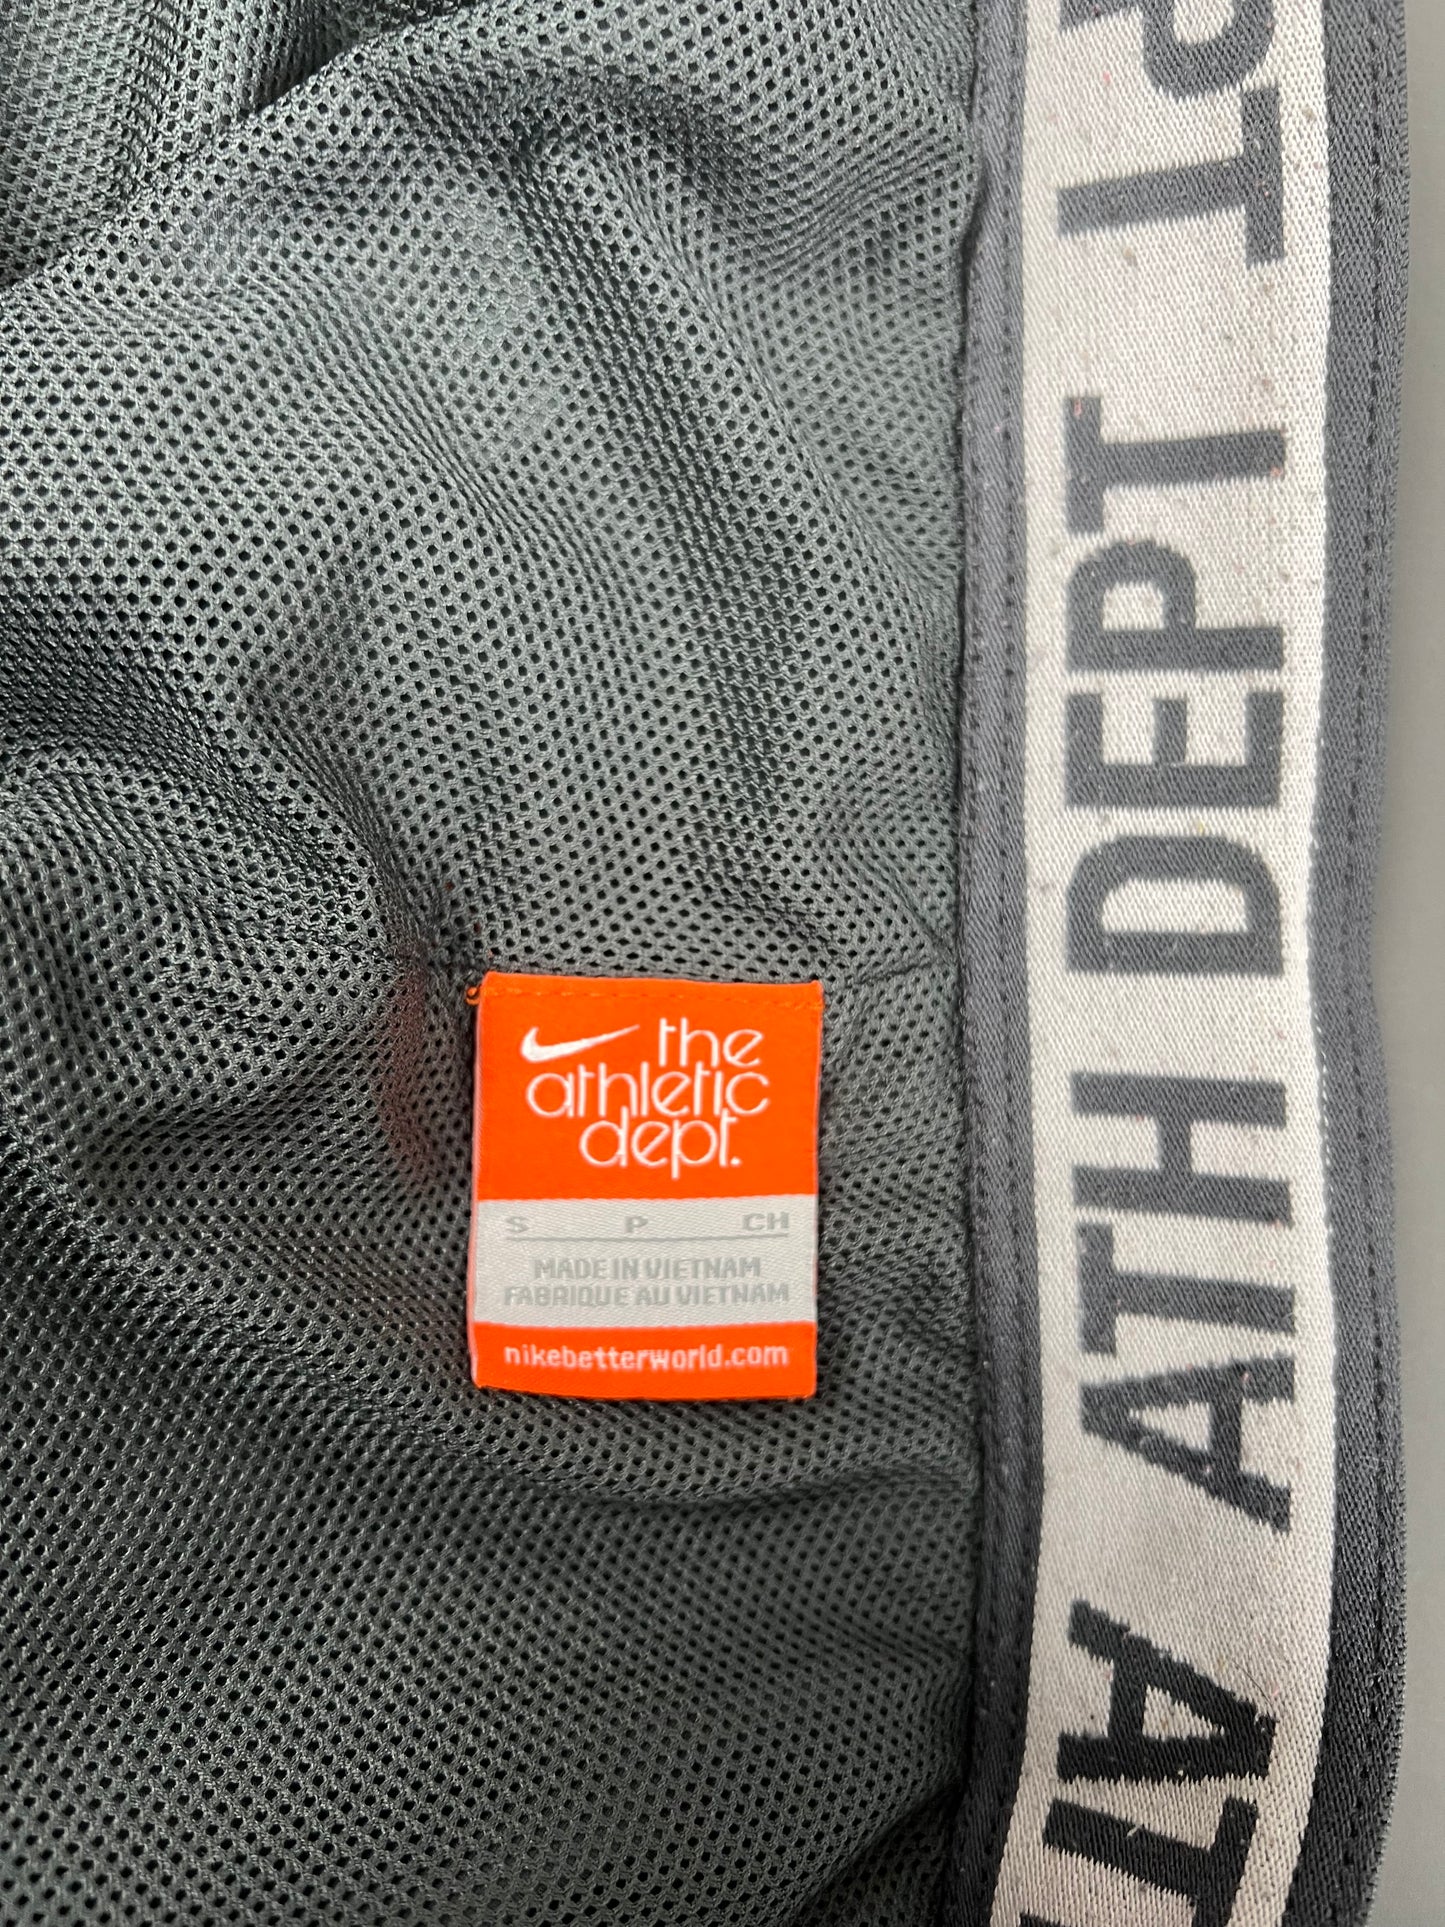 the
athletic
dept.
S P CH
MADE IN VIETNAM
FABRIQUE AU VIETNAM
nikebetterworld.com
ATH DEPT